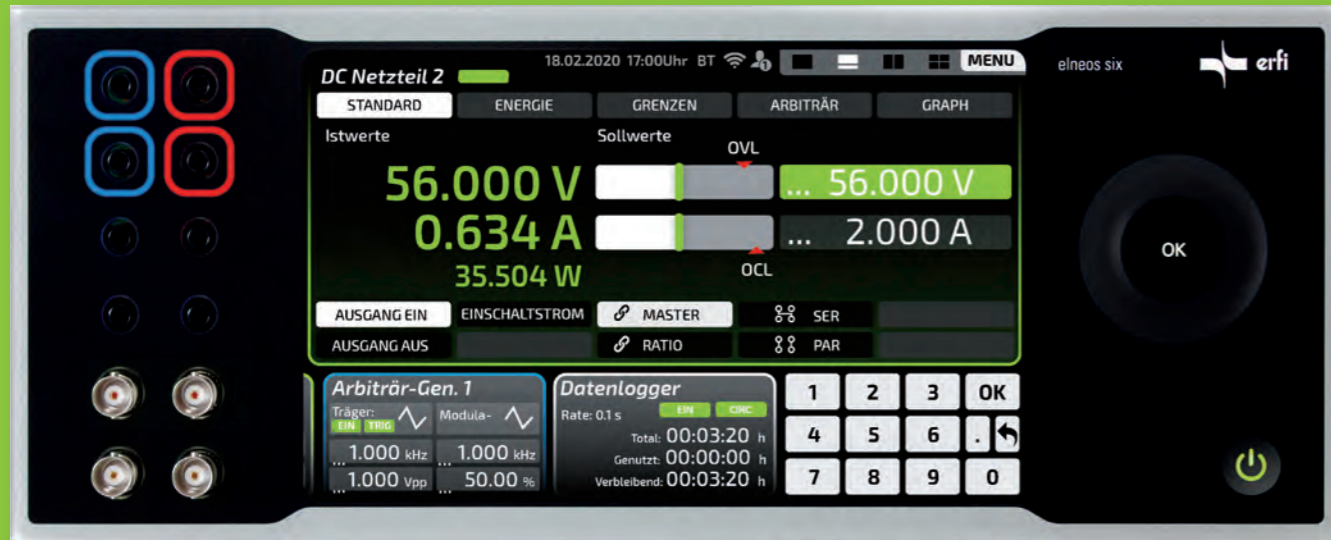 18.02.2020 17:00Uhr BT
MENU
elneos six
erfi
DC Netzteil 2
STANDARD ENERGIE GRENZEN ARBITRÄR GRAPH
Istwerte Sollwerte
OVL
56.000 V ... 56.000 V
0.634 A ... 2.000 A
35.504 W
OCL
OK
AUSGANG EIN EINSCHALTSTROM MASTER SER
AUSGANG AUS RATIO PAR
Arbiträr-Gen. 1
Träger: Modula-
EIN TRIG
1.000 kHz ... 1.000 kHz ...
1.000 Vpp ... 50.00 % ...
Datenlogger
Rate: 0.1 s EIN CIRC
Total: 00:03:20 h
Genutzt: 00:00:00 h
Verbleibend: 00:03:20 h
1 2 3 OK
4 5 6 .
7 8 9 0